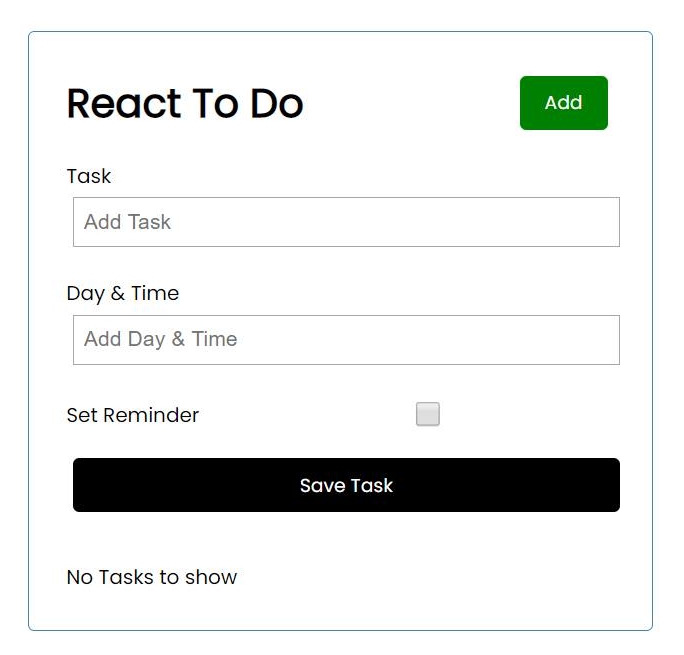 React To Do
Add
Task
Add Task
Day & Time
Add Day & Time
Set Reminder
Save Task
No Tasks to show